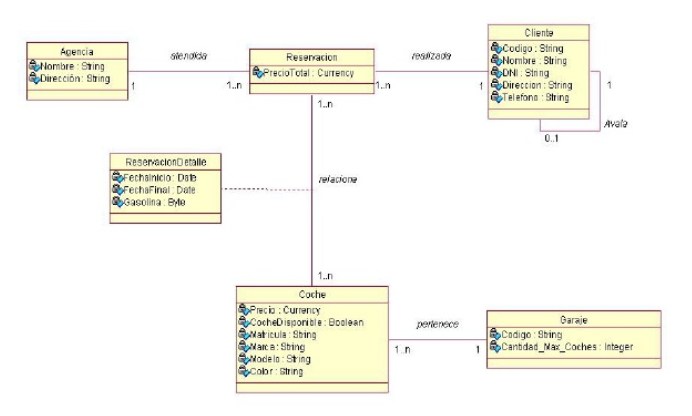 Agencia
Nombre : String
Dirección : String
atendida
1
1..n
Reservacion
PrecioTotal : Currency
realizada
1..n
1
Cliente
Codigo : String
Nombre : String
DNI : String
Direccion : String
Telefono : String
1
Avala
0..1
1..n
ReservacionDetalle
FechaInicio : Date
FechaFinal : Date
Gasolina : Byte
relaciona
1..n
Coche
Precio : Currency
CocheDisponible : Boolean
Matricula : String
Marca : String
Modelo : String
Color : String
pertenece
1..n
1
Garaje
Codigo : String
Cantidad_Max_Coches : Integer